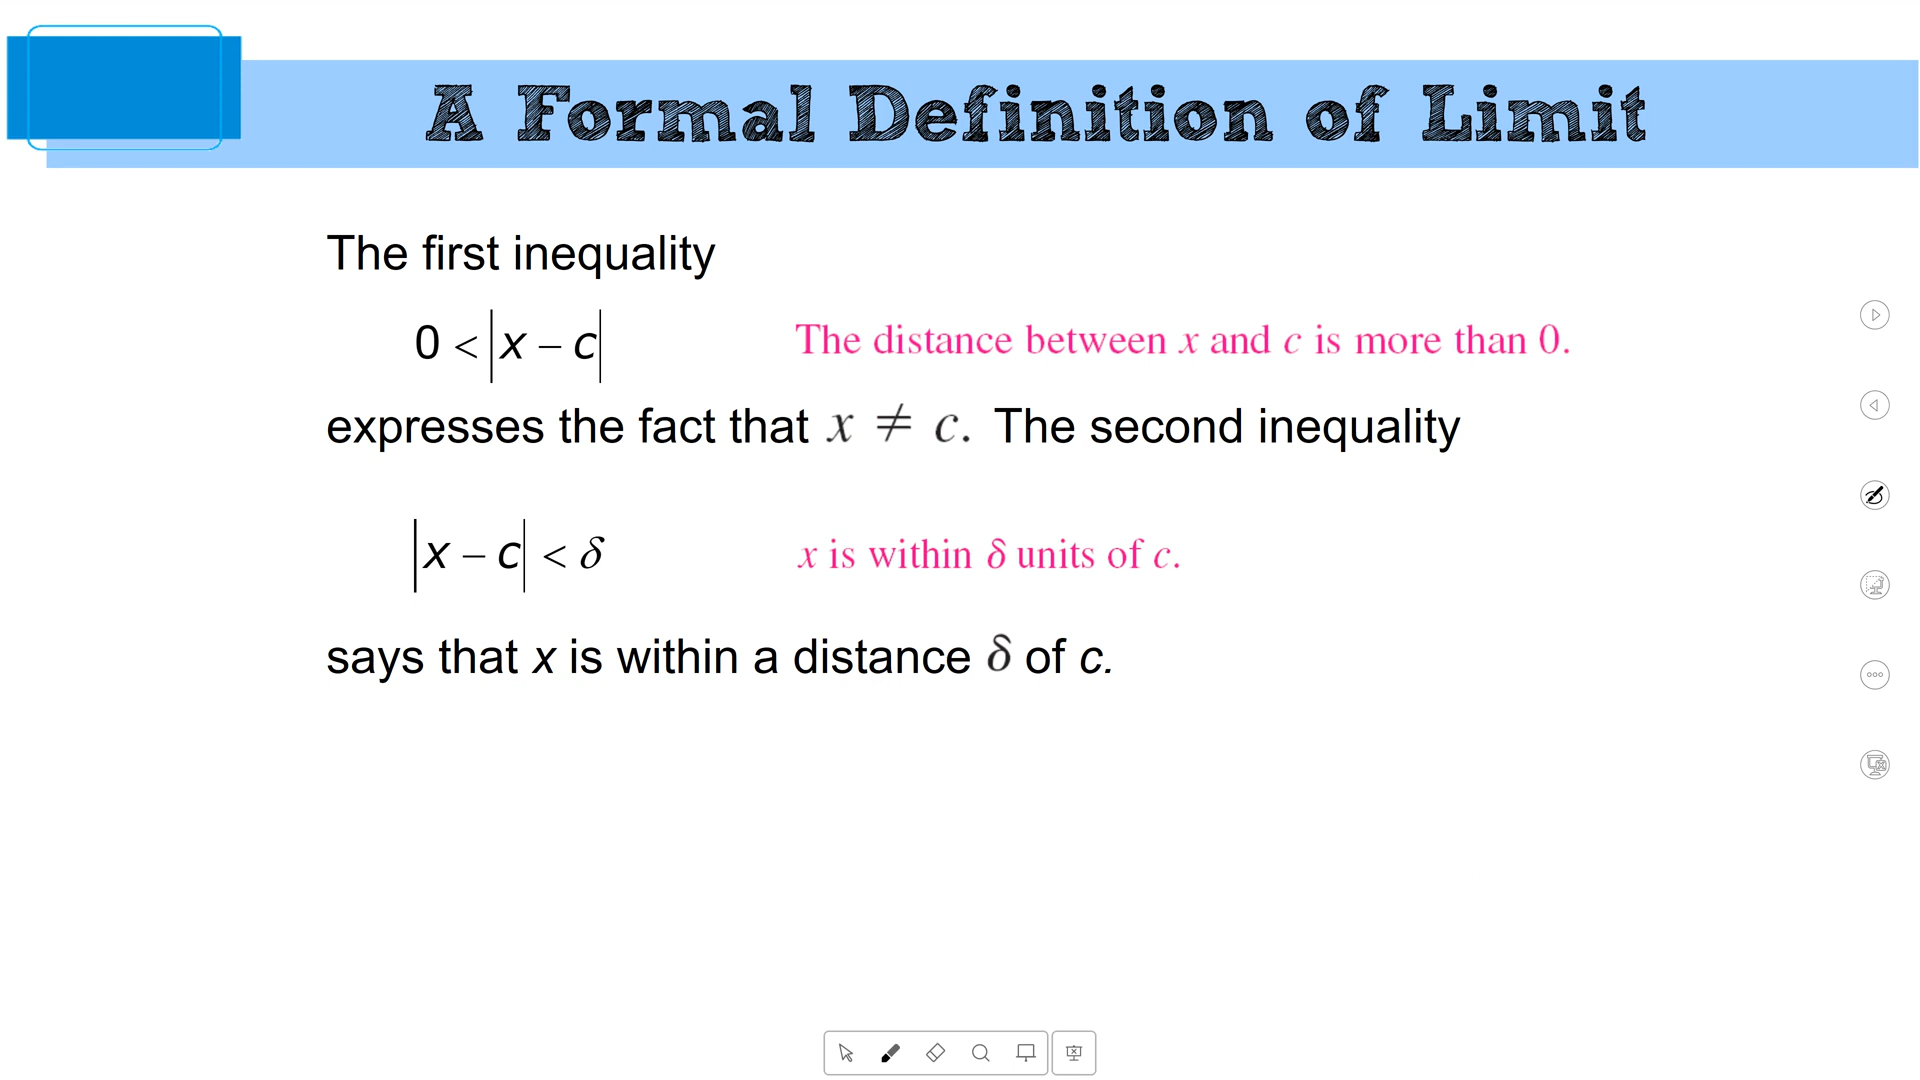 A Formal Definition of Limit
The first inequality
0 < |x – c| The distance between x and c is more than 0.
expresses the fact that x ≠ c. The second inequality
|x – c| < δ x is within δ units of c.
says that x is within a distance δ of c.